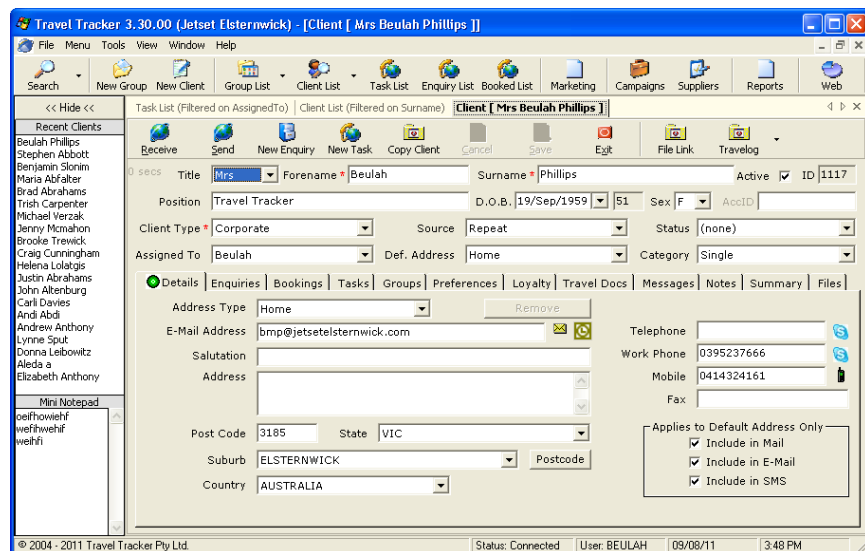 Travel Tracker 3.30.00 (Jetset Elsternwick) - [Client [ Mrs Beulah Phillips ]]
File Menu Tools View Window Help
Search New Group New Client Group List Client List Task List Enquiry List Booked List Marketing Campaigns Suppliers Reports Web
<< Hide <<
Recent Clients
Beulah Phillips
Stephen Abbott
Benjamin Slonim
Maria Abfalter
Brad Abrahams
Trish Carpenter
Michael Verzak
Jenny Mcmahon
Brooke Trewick
Craig Cunningham
Helena Lolatgis
Justin Abrahams
John Altenburg
Carli Davies
Andi Abdi
Andrew Anthony
Lynne Sput
Donna Leibowitz
Aleda a
Elizabeth Anthony
Mini Notepad
oeifhowiehf
wefihwehif
weihfi
Task List (Filtered on AssignedTo) Client List (Filtered on Surname) Client [ Mrs Beulah Phillips ]
Receive Send New Enquiry New Task Copy Client Cancel Save Exit File Link Travelog
0 secs Title Mrs Forename * Beulah Surname * Phillips Active ID 1117
Position Travel Tracker D.O.B. 19/Sep/1959 51 Sex F AccID
Client Type * Corporate Source Repeat Status (none)
Assigned To Beulah Def. Address Home Category Single
Details Enquiries Bookings Tasks Groups Preferences Loyalty Travel Docs Messages Notes Summary Files
Address Type Home Remove
E-Mail Address bmp@jetsetelsternwick.com Telephone
Salutation Work Phone 0395237666
Address Mobile 0414324161
Fax
Post Code 3185 State VIC
Suburb ELSTERNWICK Postcode
Country AUSTRALIA
Applies to Default Address Only
Include in Mail
Include in E-Mail
Include in SMS
© 2004 - 2011 Travel Tracker Pty Ltd. Status: Connected User: BEULAH 09/08/11 3:48 PM